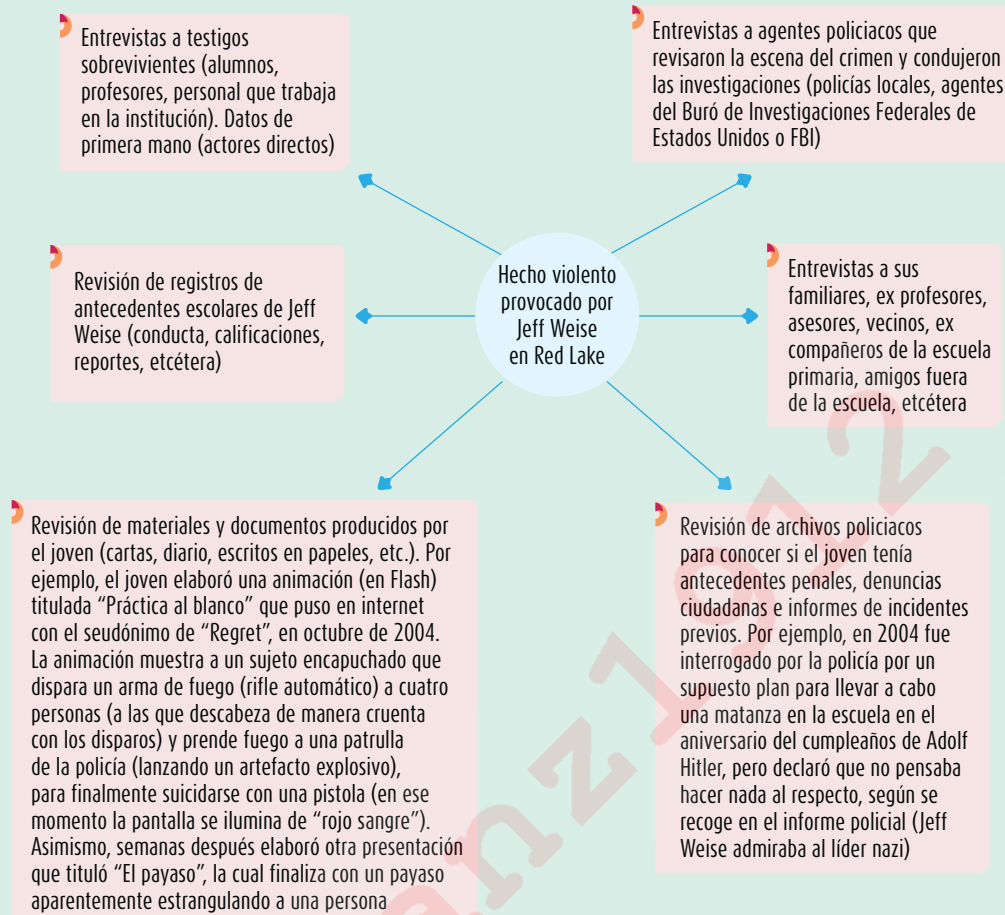 Entrevistas a testigos
sobrevivientes (alumnos,
profesores, personal que trabaja
en la institución). Datos de
primera mano (actores directos)
Entrevistas a agentes policiacos que
revisaron la escena del crimen y condujeron
las investigaciones (policías locales, agentes
del Buró de Investigaciones Federales de
Estados Unidos o FBI)
Revisión de registros de
antecedentes escolares de Jeff
Weise (conducta, calificaciones,
reportes, etcétera)
Hecho violento
provocado por
Jeff Weise
en Red Lake
Entrevistas a sus
familiares, ex profesores,
asesores, vecinos, ex
compañeros de la escuela
primaria, amigos fuera
de la escuela, etcétera
Revisión de materiales y documentos producidos por
el joven (cartas, diario, escritos en papeles, etc.). Por
ejemplo, el joven elaboró una animación (en Flash)
titulada “Práctica al blanco” que puso en internet
con el seudónimo de “Regret”, en octubre de 2004.
La animación muestra a un sujeto encapuchado que
dispara un arma de fuego (rifle automático) a cuatro
personas (a las que descabeza de manera cruenta
con los disparos) y prende fuego a una patrulla
de la policía (lanzando un artefacto explosivo),
para finalmente suicidarse con una pistola (en ese
momento la pantalla se ilumina de “rojo sangre”).
Asimismo, semanas después elaboró otra presentación
que tituló “El payaso”, la cual finaliza con un payaso
aparentemente estrangulando a una persona
Revisión de archivos policiacos
para conocer si el joven tenía
antecedentes penales, denuncias
ciudadanas e informes de incidentes
previos. Por ejemplo, en 2004 fue
interrogado por la policía por un
supuesto plan para llevar a cabo
una matanza en la escuela en el
aniversario del cumpleaños de Adolf
Hitler, pero declaró que no pensaba
hacer nada al respecto, según se
recoge en el informe policial (Jeff
Weise admiraba al líder nazi)
anz1912